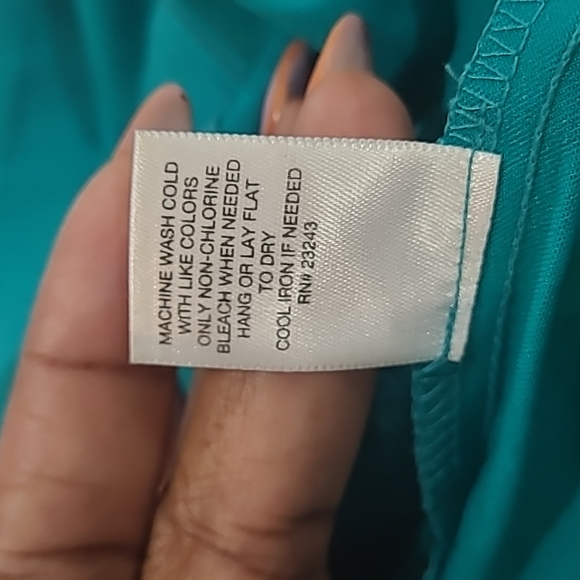 MACHINE WASH COLD
WITH LIKE COLORS
ONLY NON-CHLORINE
BLEACH WHEN NEEDED
HANG OR LAY FLAT
TO DRY
COOL IRON IF NEEDED
RN# 23243